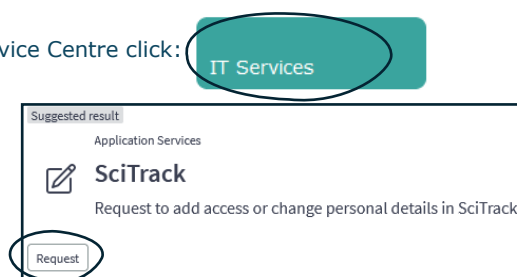 vice Centre click:
IT Services
Suggested result
Application Services
SciTrack
Request to add access or change personal details in SciTrack
Request